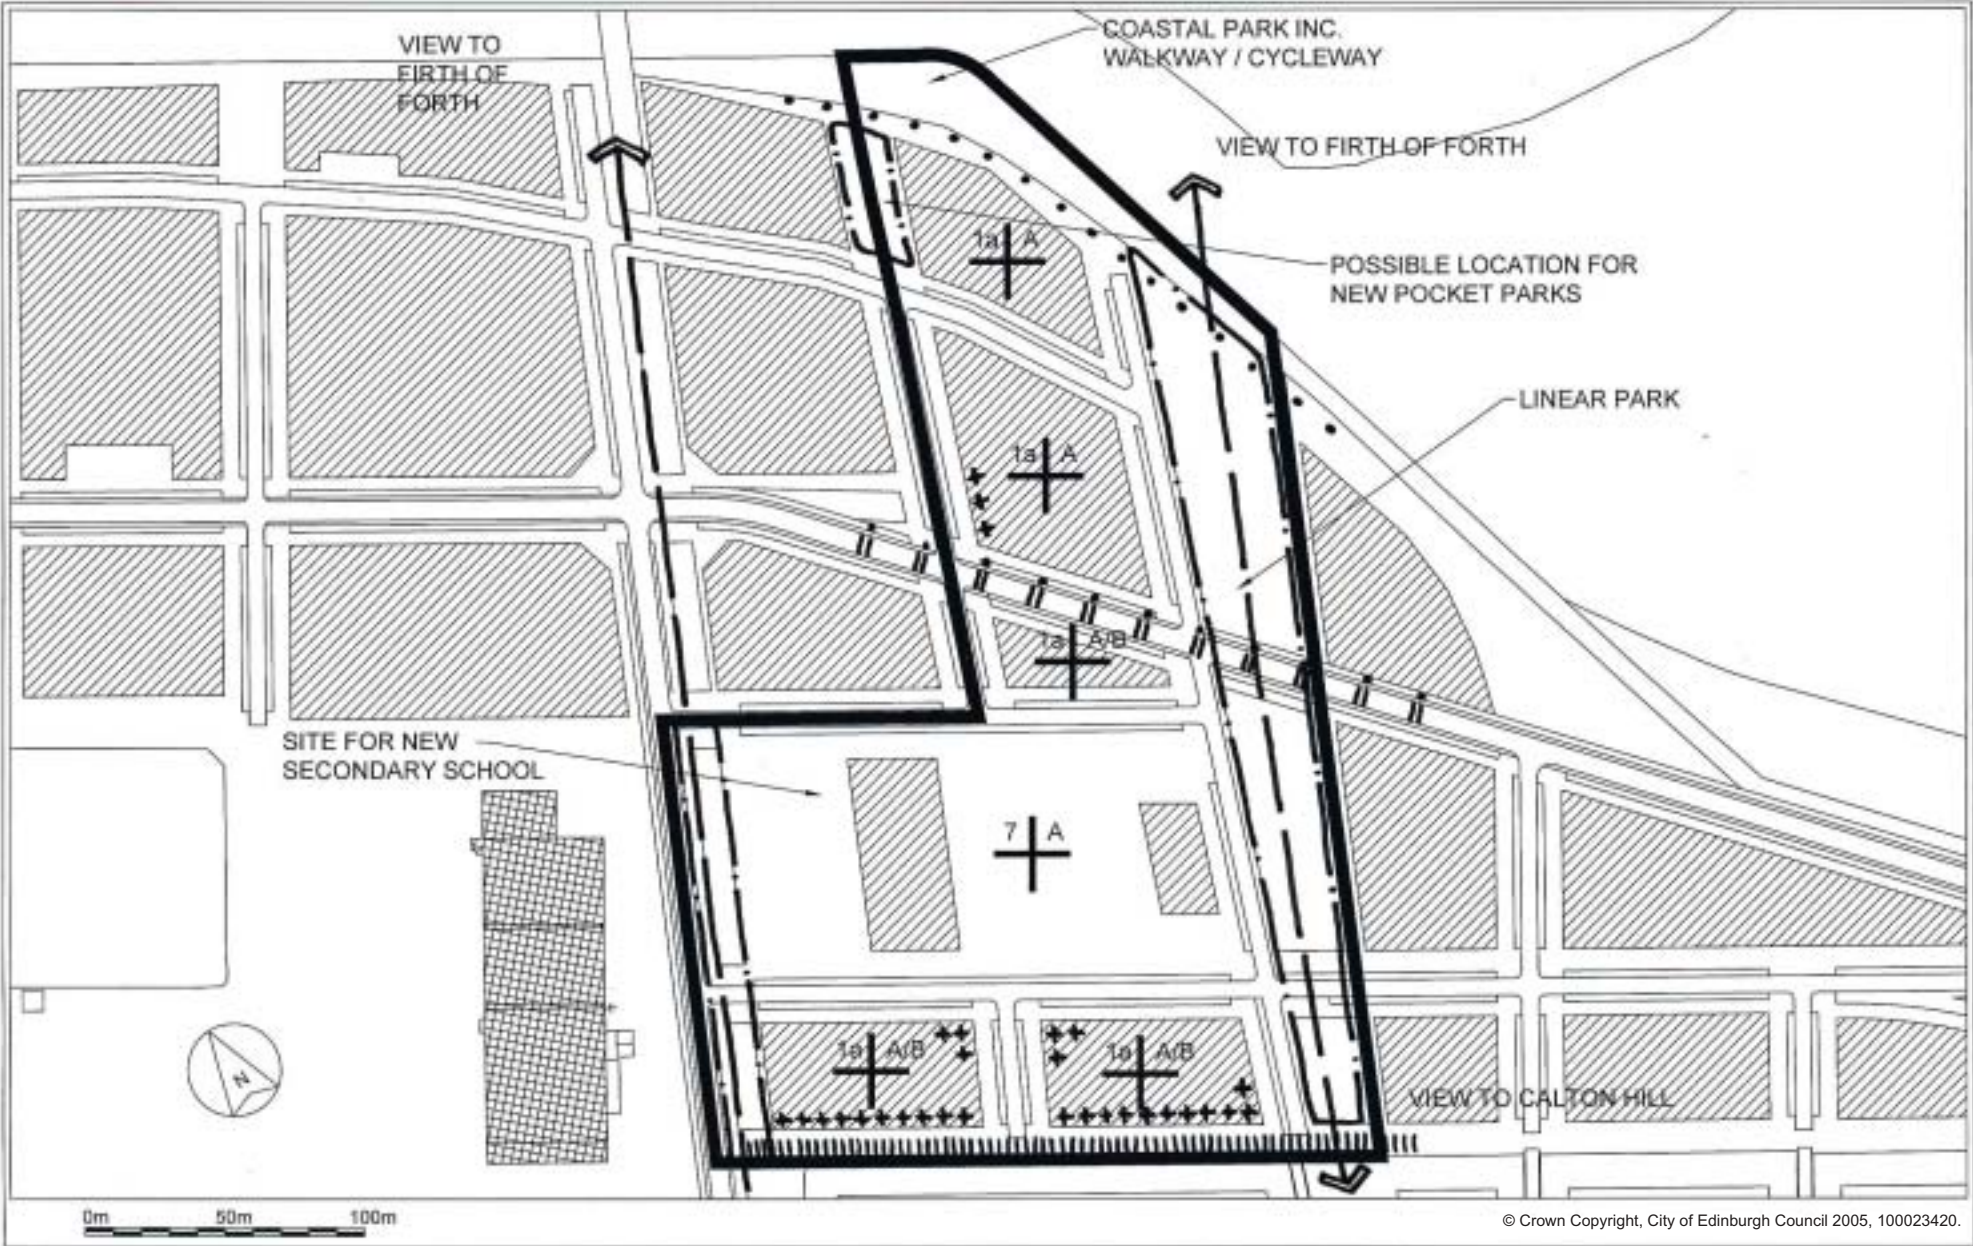 VIEW TO
FIRTH OF
FORTH
COASTAL PARK INC.
WALKWAY / CYCLEWAY
VIEW TO FIRTH OF FORTH
1a A
POSSIBLE LOCATION FOR
NEW POCKET PARKS
LINEAR PARK
1a A
1a A/B
SITE FOR NEW
SECONDARY SCHOOL
7 A
1a A/B
1a A/B
N
VIEW TO CALTON HILL
0m 50m 100m
© Crown Copyright, City of Edinburgh Council 2005, 100023420.